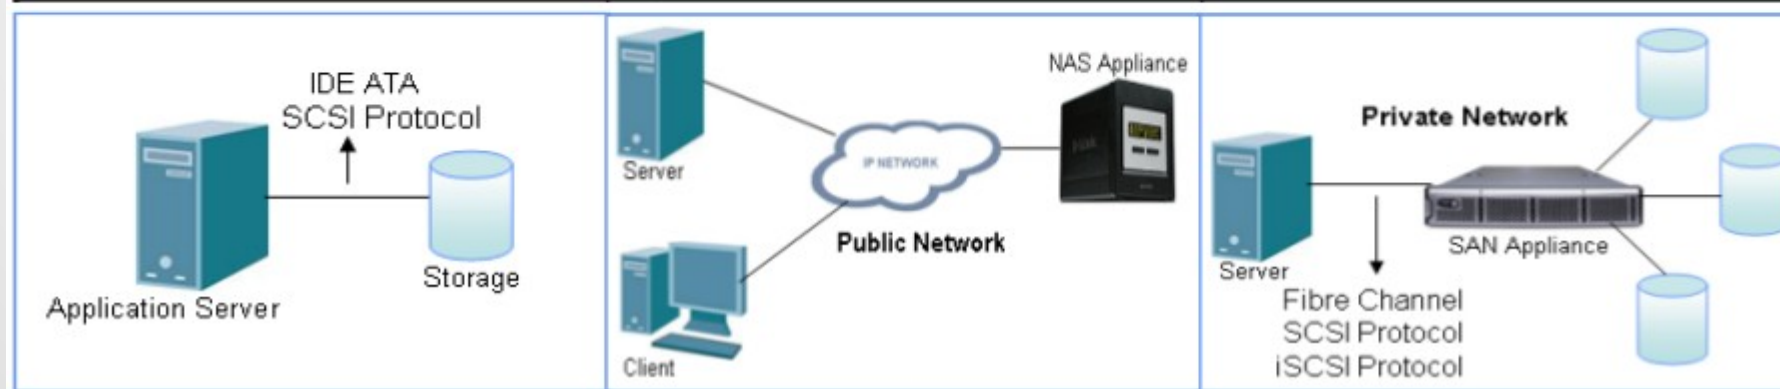 IDE ATA
SCSI Protocol
Application Server
Storage
Server
IP NETWORK
NAS Appliance
Public Network
Client
Private Network
Server
SAN Appliance
Fibre Channel
SCSI Protocol
iSCSI Protocol